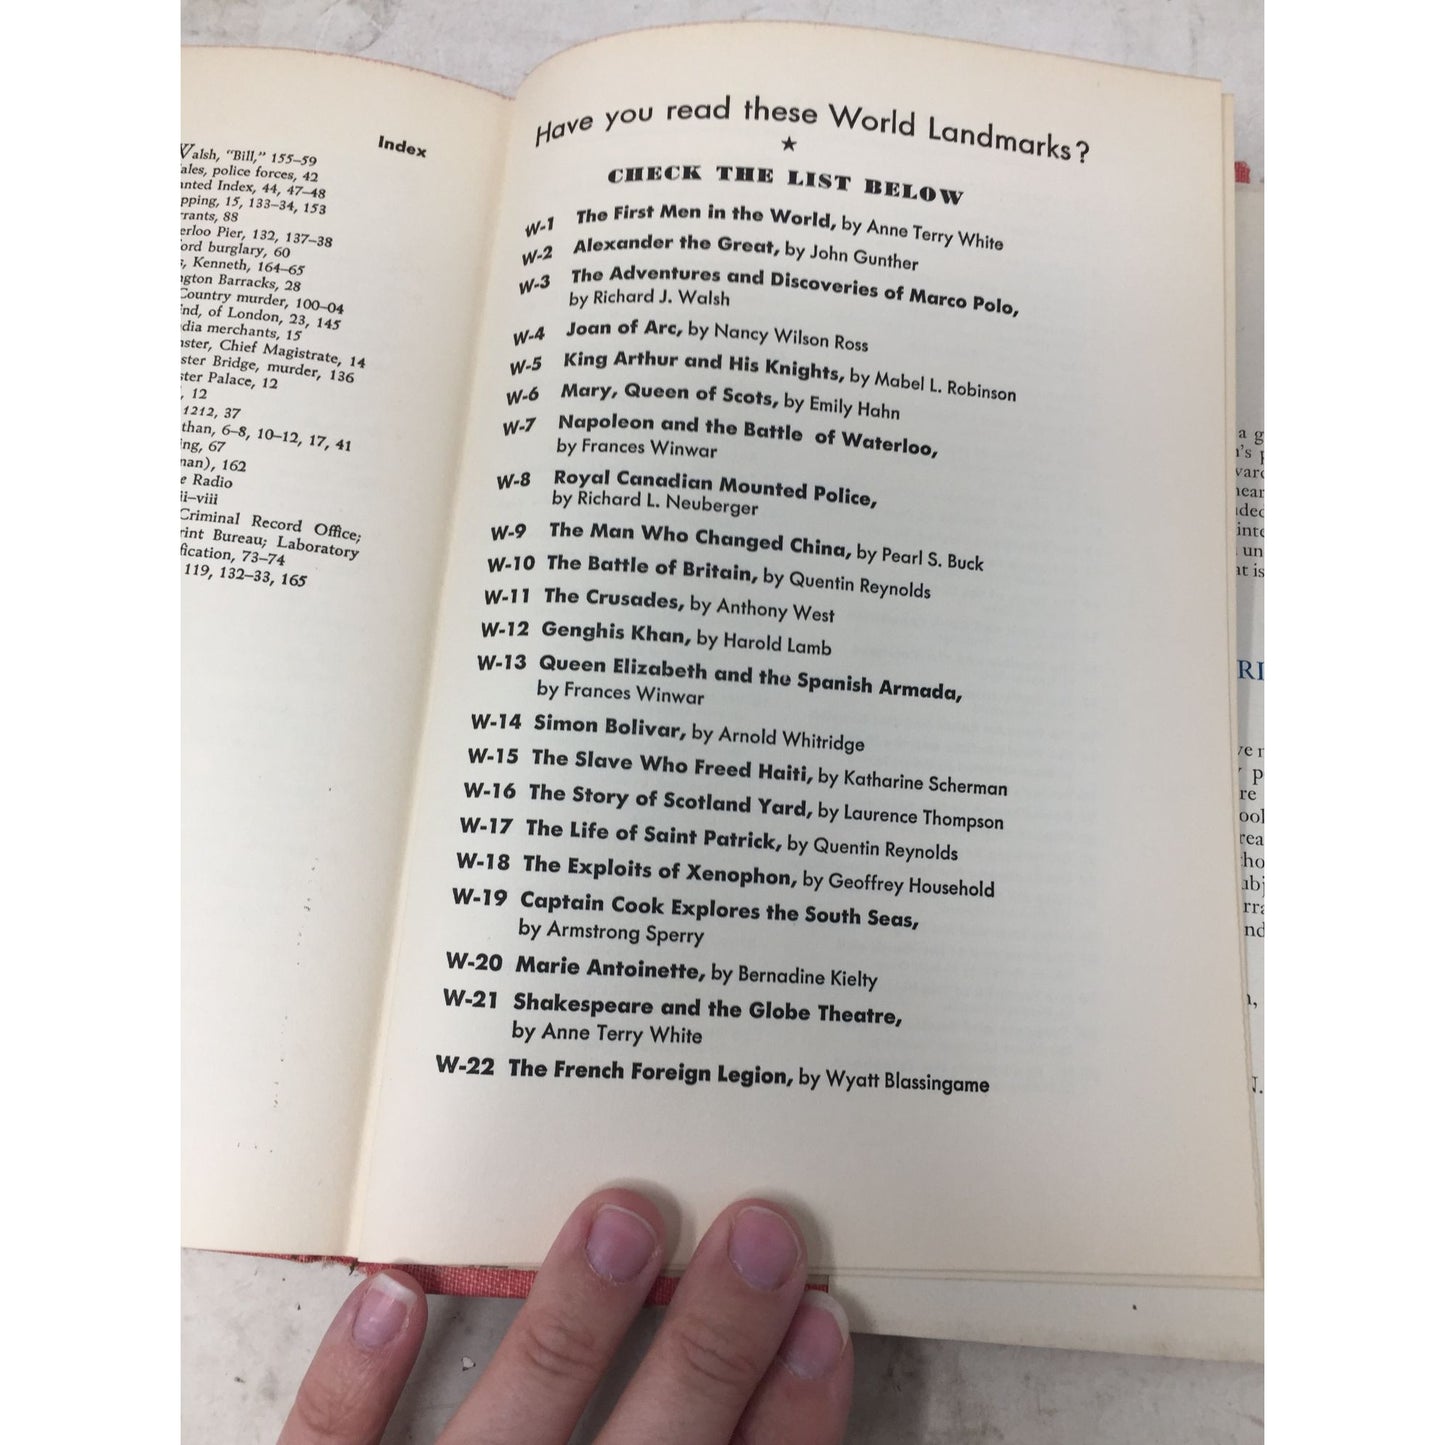 Index
Walsh, "Bill," 155–59
ales, police forces, 42
anted Index, 44, 47–48
pping, 15, 133–34, 153
rrants, 88
erloo Pier, 132, 137–38
ord burglary, 60
s, Kenneth, 164–65
ngton Barracks, 28
Country murder, 100–04
End, of London, 23, 145
dia merchants, 15
nster, Chief Magistrate, 14
ster Bridge, murder, 136
ster Palace, 12
, 12
1212, 37
than, 6–8, 10–12, 17, 41
ing, 67
man), 162
e Radio
ii–viii
Criminal Record Office;
rint Bureau; Laboratory
fication, 73–74
119, 132–33, 165
Have you read these World Landmarks?
★
CHECK THE LIST BELOW
W-1 The First Men in the World, by Anne Terry White
W-2 Alexander the Great, by John Gunther
W-3 The Adventures and Discoveries of Marco Polo,
by Richard J. Walsh
W-4 Joan of Arc, by Nancy Wilson Ross
W-5 King Arthur and His Knights, by Mabel L. Robinson
W-6 Mary, Queen of Scots, by Emily Hahn
W-7 Napoleon and the Battle of Waterloo,
by Frances Winwar
W-8 Royal Canadian Mounted Police,
by Richard L. Neuberger
W-9 The Man Who Changed China, by Pearl S. Buck
W-10 The Battle of Britain, by Quentin Reynolds
W-11 The Crusades, by Anthony West
W-12 Genghis Khan, by Harold Lamb
W-13 Queen Elizabeth and the Spanish Armada,
by Frances Winwar
W-14 Simon Bolivar, by Arnold Whitridge
W-15 The Slave Who Freed Haiti, by Katharine Scherman
W-16 The Story of Scotland Yard, by Laurence Thompson
W-17 The Life of Saint Patrick, by Quentin Reynolds
W-18 The Exploits of Xenophon, by Geoffrey Household
W-19 Captain Cook Explores the South Seas,
by Armstrong Sperry
W-20 Marie Antoinette, by Bernadine Kielty
W-21 Shakespeare and the Globe Theatre,
by Anne Terry White
W-22 The French Foreign Legion, by Wyatt Blassingame